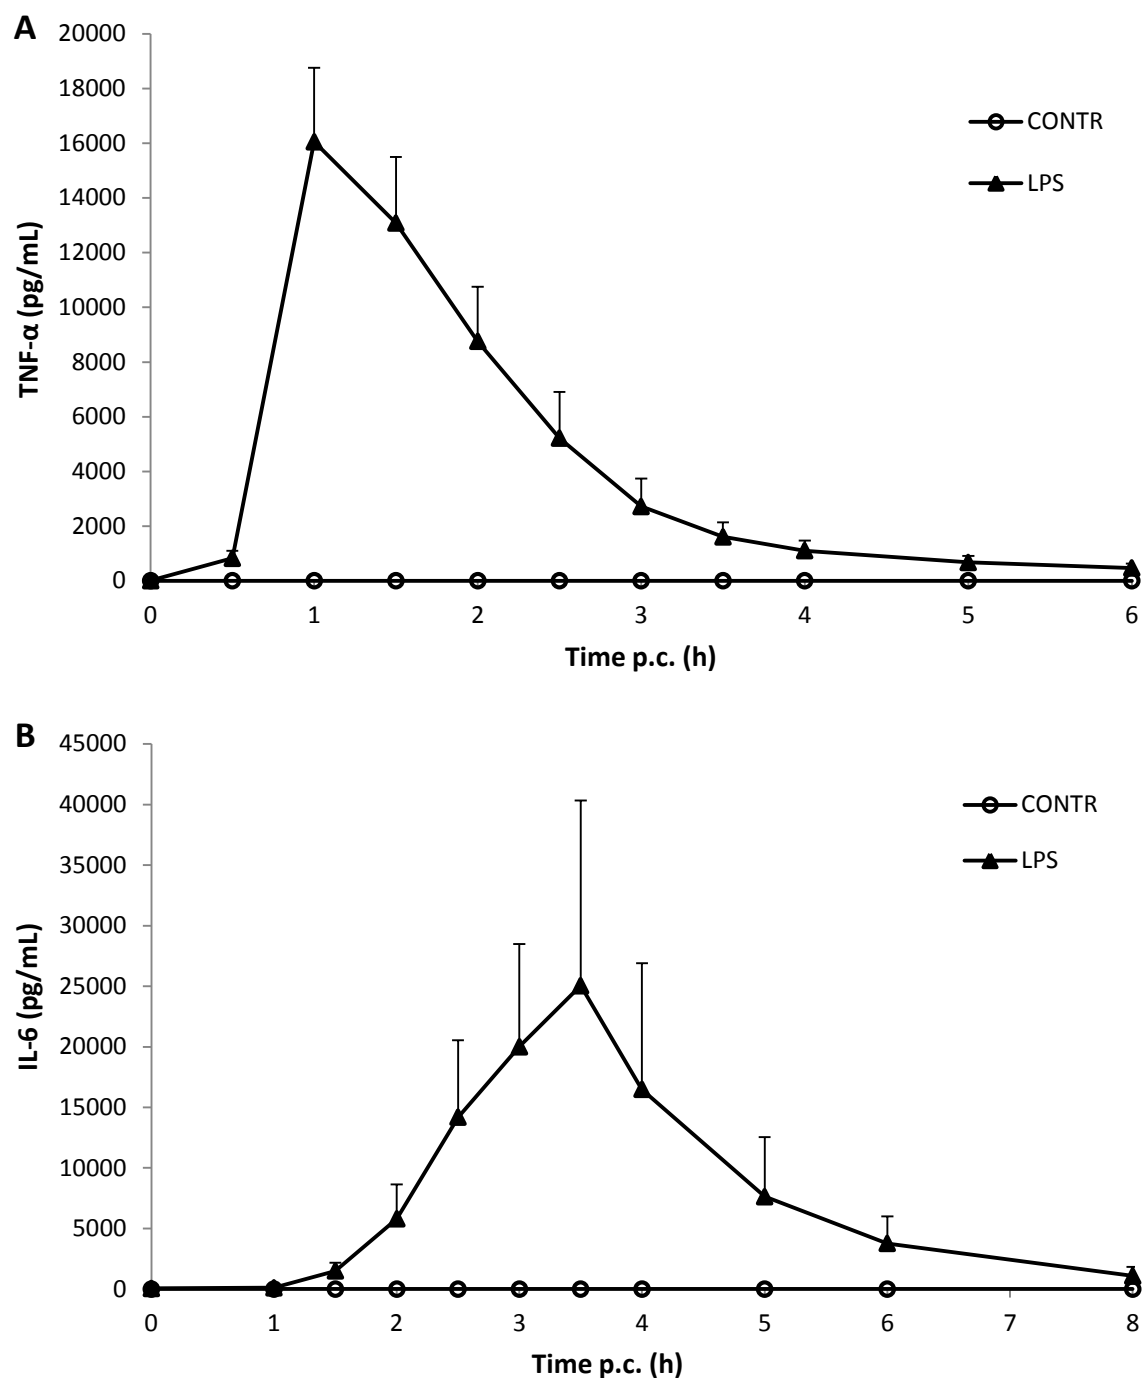 A
20000
18000
16000
14000
12000
10000
8000
6000
4000
2000
0
TNF-α (pg/mL)
CONTR
LPS
0 1 2 3 4 5 6
Time p.c. (h)
B
45000
40000
35000
30000
25000
20000
15000
10000
5000
0
IL-6 (pg/mL)
CONTR
LPS
0 1 2 3 4 5 6 7 8
Time p.c. (h)